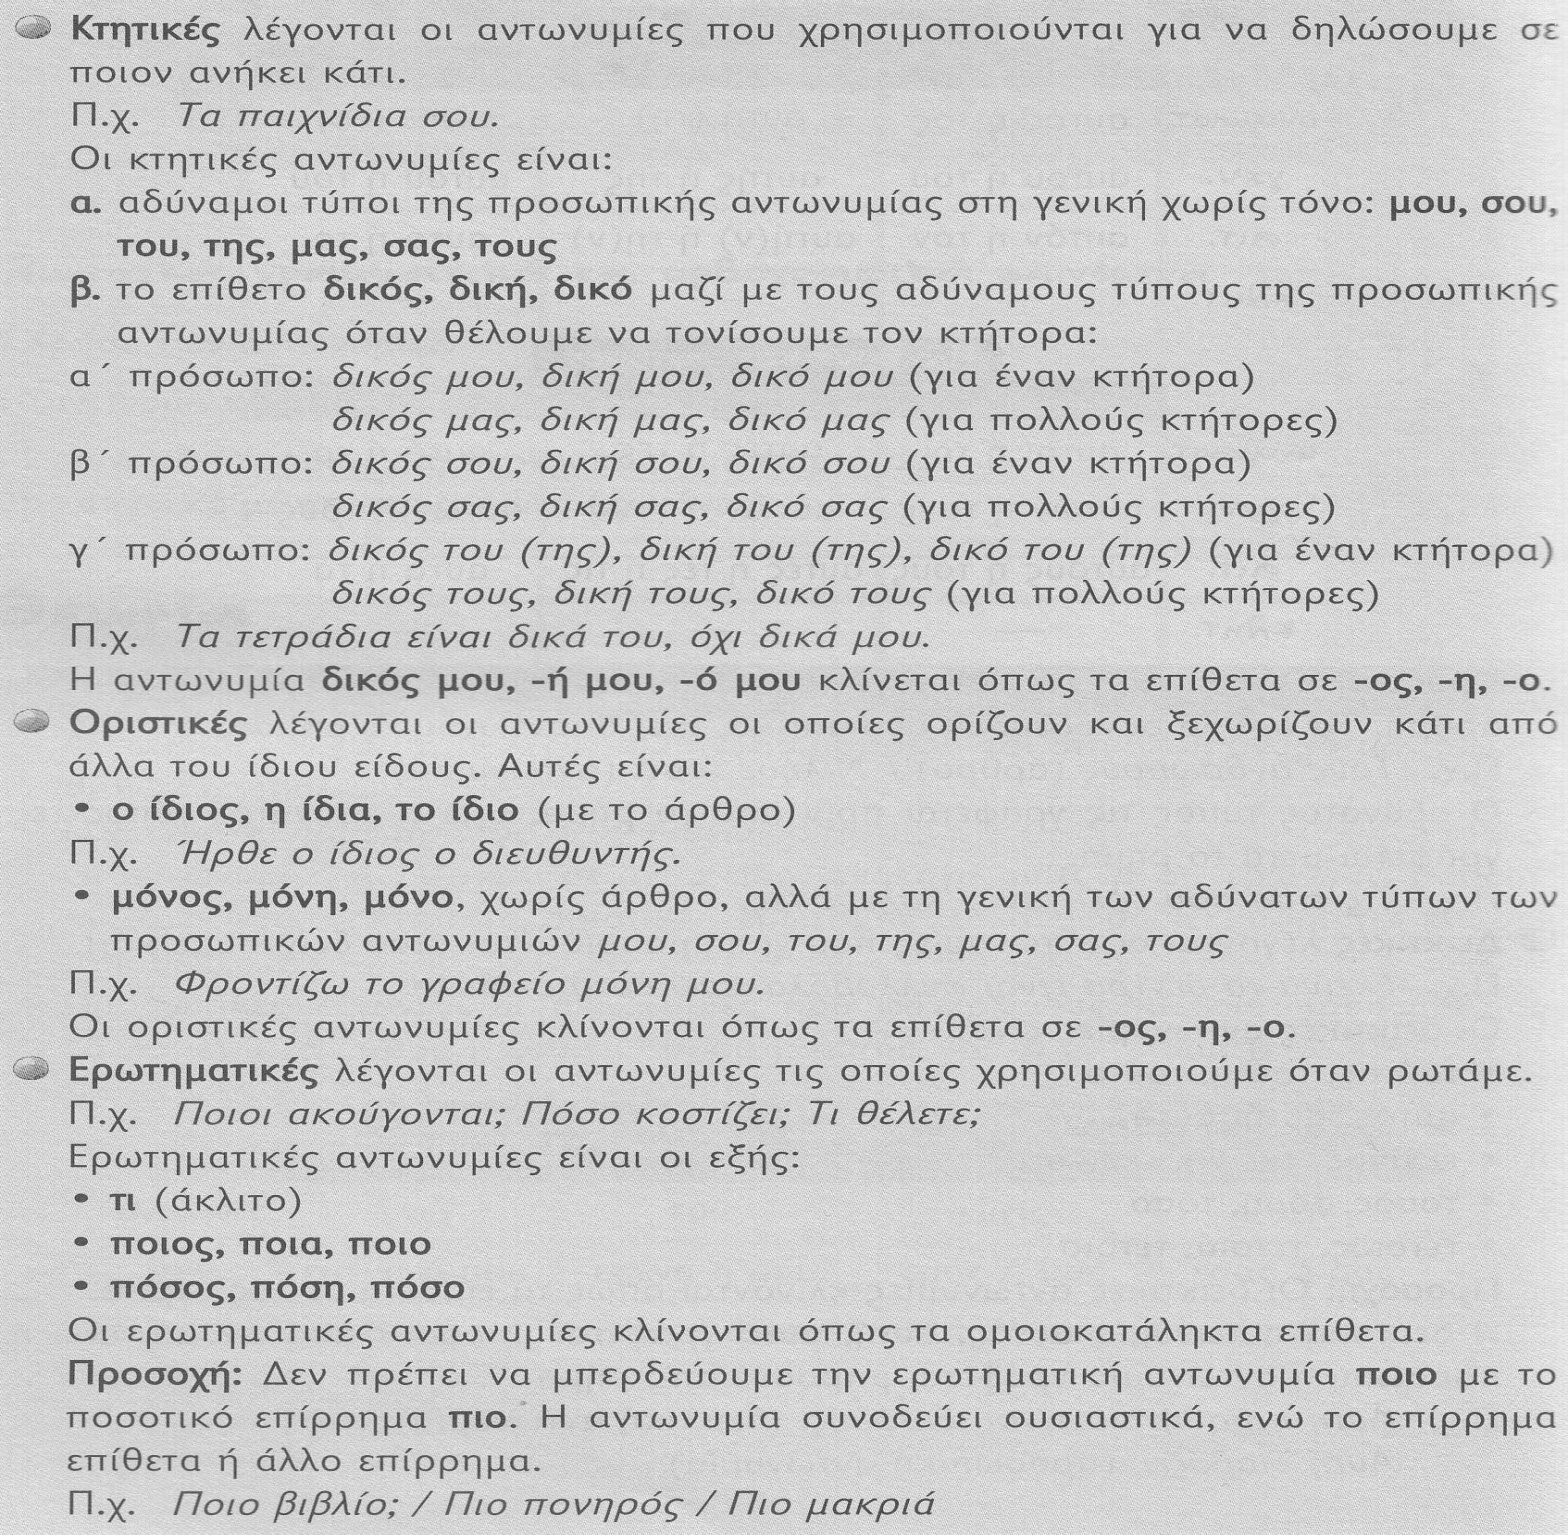 Κτητικές λέγονται οι αντωνυμίες που χρησιμοποιούνται για να δηλώσουμε σε
ποιον ανήκει κάτι.
Π.χ. Τα παιχνίδια σου.
Οι κτητικές αντωνυμίες είναι:
α. αδύναμοι τύποι της προσωπικής αντωνυμίας στη γενική χωρίς τόνο: μου, σου,
του, της, μας, σας, τους
β. το επίθετο δικός, δική, δικό μαζί με τους αδύναμους τύπους της προσωπικής
αντωνυμίας όταν θέλουμε να τονίσουμε τον κτήτορα:
α΄ πρόσωπο: δικός μου, δική μου, δικό μου (για έναν κτήτορα)
δικός μας, δική μας, δικό μας (για πολλούς κτήτορες)
β΄ πρόσωπο: δικός σου, δική σου, δικό σου (για έναν κτήτορα)
δικός σας, δική σας, δικό σας (για πολλούς κτήτορες)
γ΄ πρόσωπο: δικός του (της), δική του (της), δικό του (της) (για έναν κτήτορα)
δικός τους, δική τους, δικό τους (για πολλούς κτήτορες)
Π.χ. Τα τετράδια είναι δικά του, όχι δικά μου.
Η αντωνυμία δικός μου, -ή μου, -ό μου κλίνεται όπως τα επίθετα σε -ος, -η, -ο.
Οριστικές λέγονται οι αντωνυμίες οι οποίες ορίζουν και ξεχωρίζουν κάτι από
άλλα του ίδιου είδους. Αυτές είναι:
• ο ίδιος, η ίδια, το ίδιο (με το άρθρο)
Π.χ. Ήρθε ο ίδιος ο διευθυντής.
• μόνος, μόνη, μόνο, χωρίς άρθρο, αλλά με τη γενική των αδύνατων τύπων των
προσωπικών αντωνυμιών μου, σου, του, της, μας, σας, τους
Π.χ. Φροντίζω το γραφείο μόνη μου.
Οι οριστικές αντωνυμίες κλίνονται όπως τα επίθετα σε -ος, -η, -ο.
Ερωτηματικές λέγονται οι αντωνυμίες τις οποίες χρησιμοποιούμε όταν ρωτάμε.
Π.χ. Ποιοι ακούγονται; Πόσο κοστίζει; Τι θέλετε;
Ερωτηματικές αντωνυμίες είναι οι εξής:
• τι (άκλιτο)
• ποιος, ποια, ποιο
• πόσος, πόση, πόσο
Οι ερωτηματικές αντωνυμίες κλίνονται όπως τα ομοιοκατάληκτα επίθετα.
Προσοχή: Δεν πρέπει να μπερδεύουμε την ερωτηματική αντωνυμία ποιο με το
ποσοτικό επίρρημα πιο. Η αντωνυμία συνοδεύει ουσιαστικά, ενώ το επίρρημα
επίθετα ή άλλο επίρρημα.
Π.χ. Ποιο βιβλίο; / Πιο πονηρός / Πιο μακριά